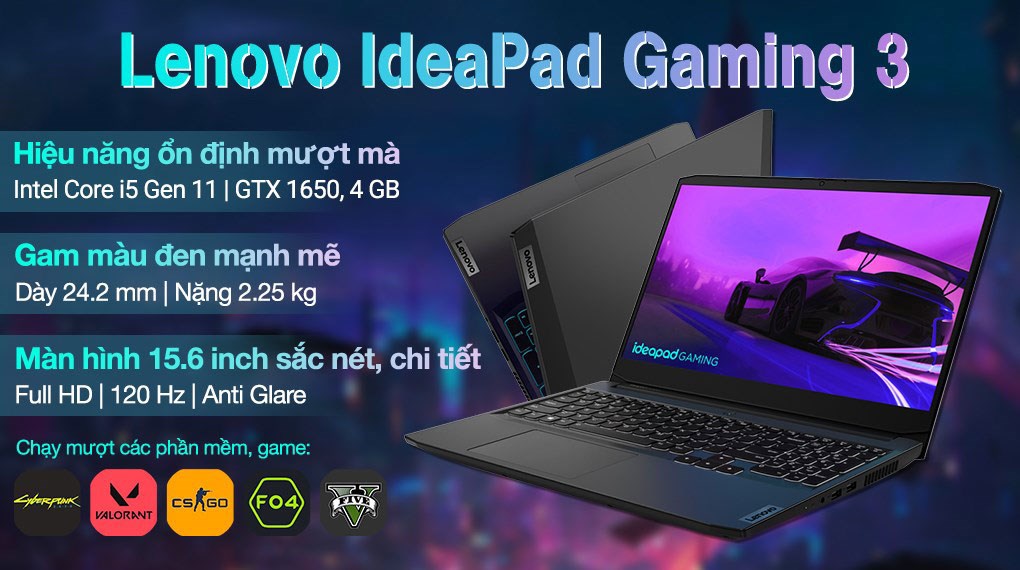 Lenovo IdeaPad Gaming 3
Hiệu năng ổn định mượt mà
Intel Core i5 Gen 11 | GTX 1650, 4 GB
Gam màu đen mạnh mẽ
Dày 24.2 mm | Nặng 2.25 kg
Màn hình 15.6 inch sắc nét, chi tiết
Full HD | 120 Hz | Anti Glare
Chạy mượt các phần mềm, game:
Cyberpunk
VALORANT
CS GO
FO4
V
FIVE
Lenovo
Lenovo
ideapad GAMING
Lenovo